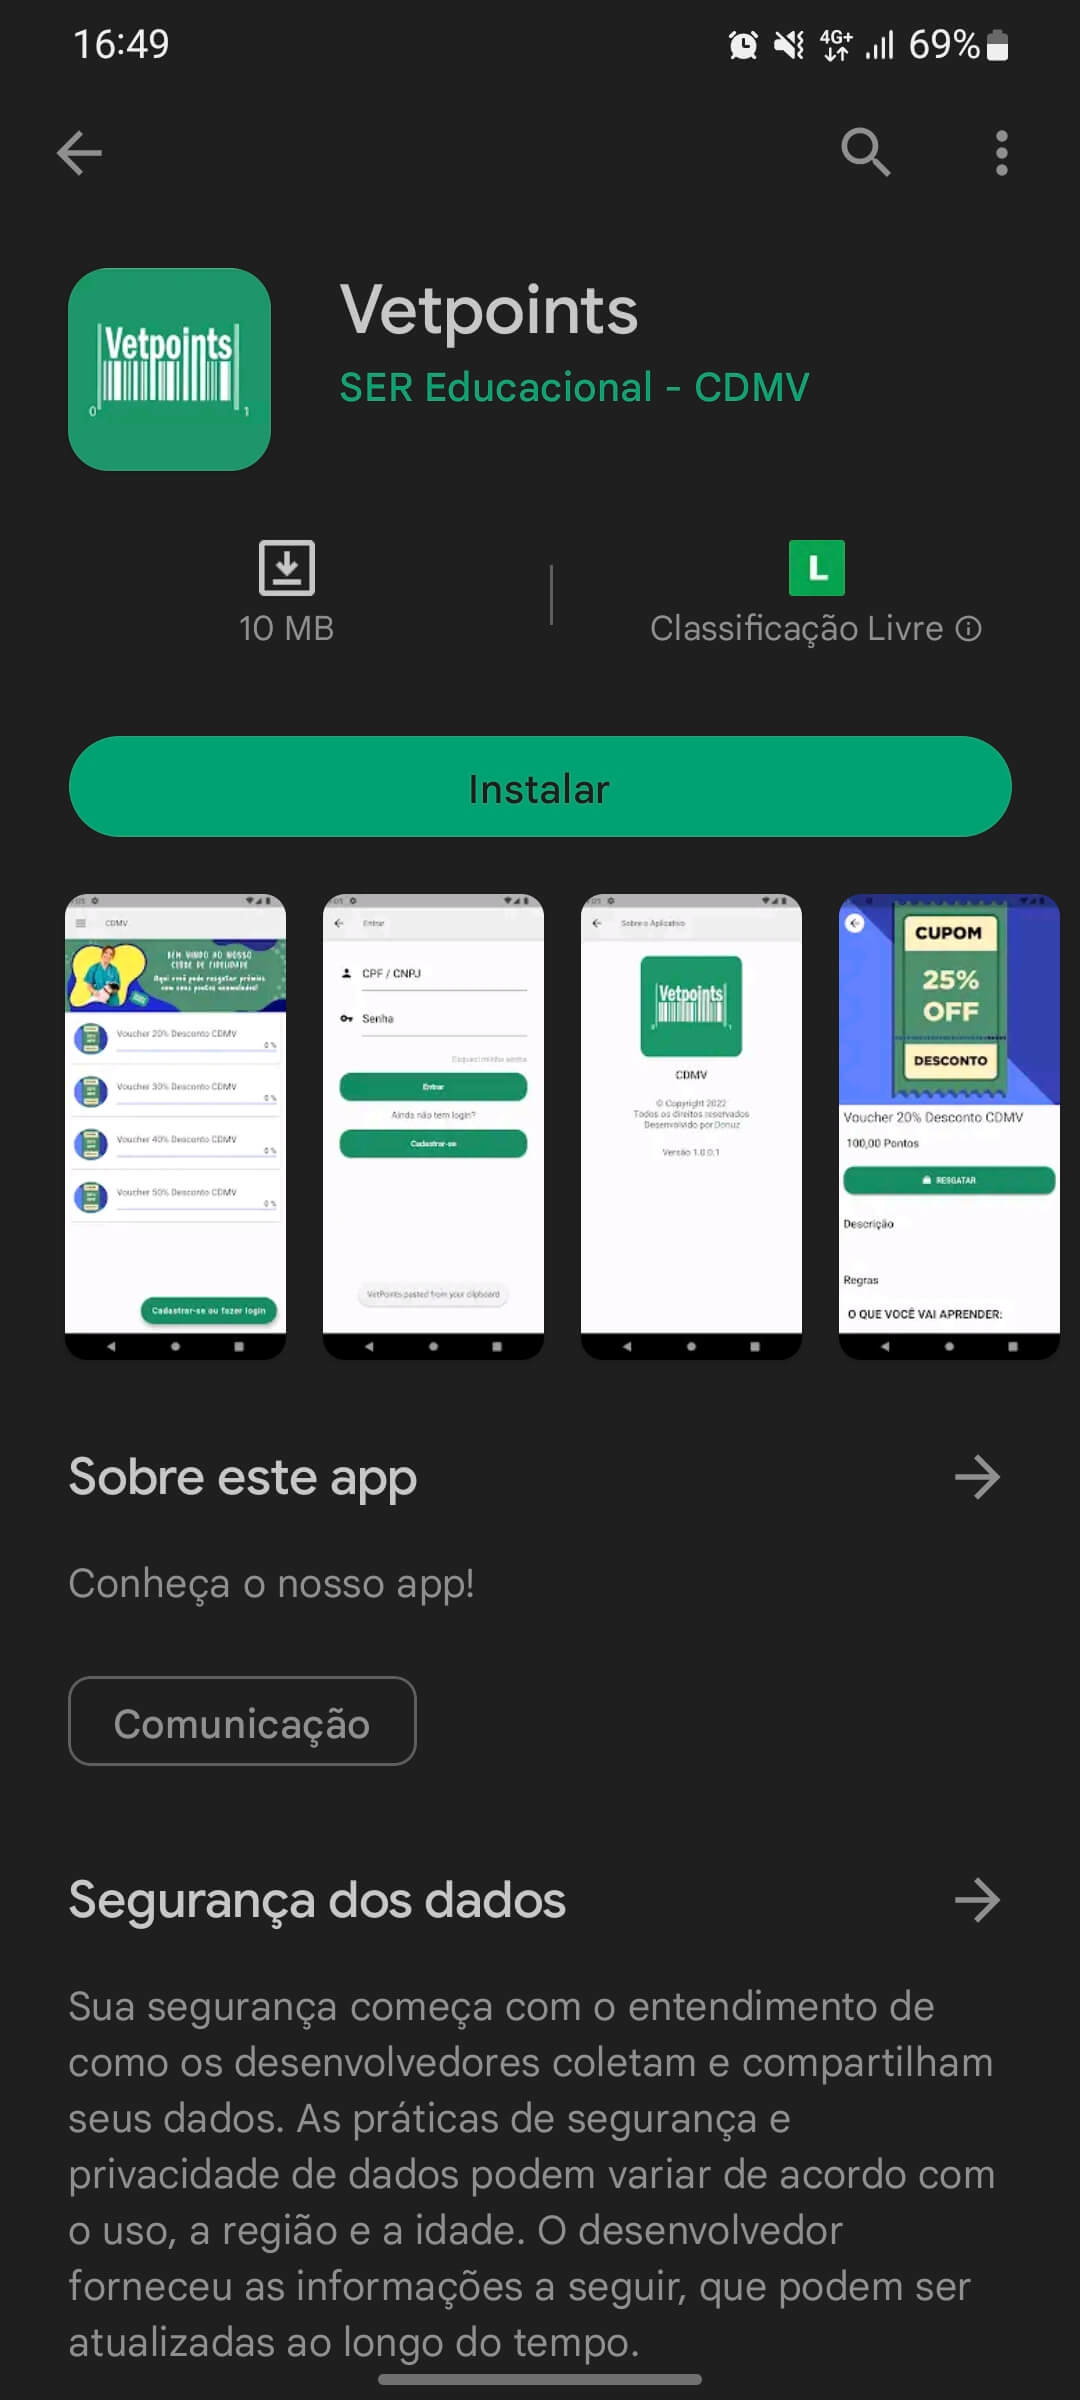 16:49
4G+
69%
Vetpoints
0
1
Vetpoints
SER Educacional - CDMV
10 MB
L
Classificação Livre
Instalar
CDMV
BEM VINDO AO NOSSO
CLUBE DE FIDELIDADE
Aqui você pode resgatar prêmios
com seus pontos acumulados!
Voucher 20% Desconto CDMV
0 %
Voucher 30% Desconto CDMV
0 %
Voucher 40% Desconto CDMV
0 %
Voucher 50% Desconto CDMV
0 %
Cadastrar-se ou fazer login
Entrar
CPF / CNPJ
Senha
Esqueci minha senha
Entrar
Ainda não tem login?
Cadastrar-se
VetPoints pasted from your clipboard
Sobre o Aplicativo
Vetpoints
CDMV
© Copyright 2022
Todos os direitos reservados
Desenvolvido por Donuz
Versão 1.0.0.1
CUPOM
25%
OFF
DESCONTO
Voucher 20% Desconto CDMV
100,00 Pontos
RESGATAR
Descrição
Regras
O QUE VOCÊ VAI APRENDER:
Sobre este app
Conheça o nosso app!
Comunicação
Segurança dos dados
Sua segurança começa com o entendimento de
como os desenvolvedores coletam e compartilham
seus dados. As práticas de segurança e
privacidade de dados podem variar de acordo com
o uso, a região e a idade. O desenvolvedor
forneceu as informações a seguir, que podem ser
atualizadas ao longo do tempo.